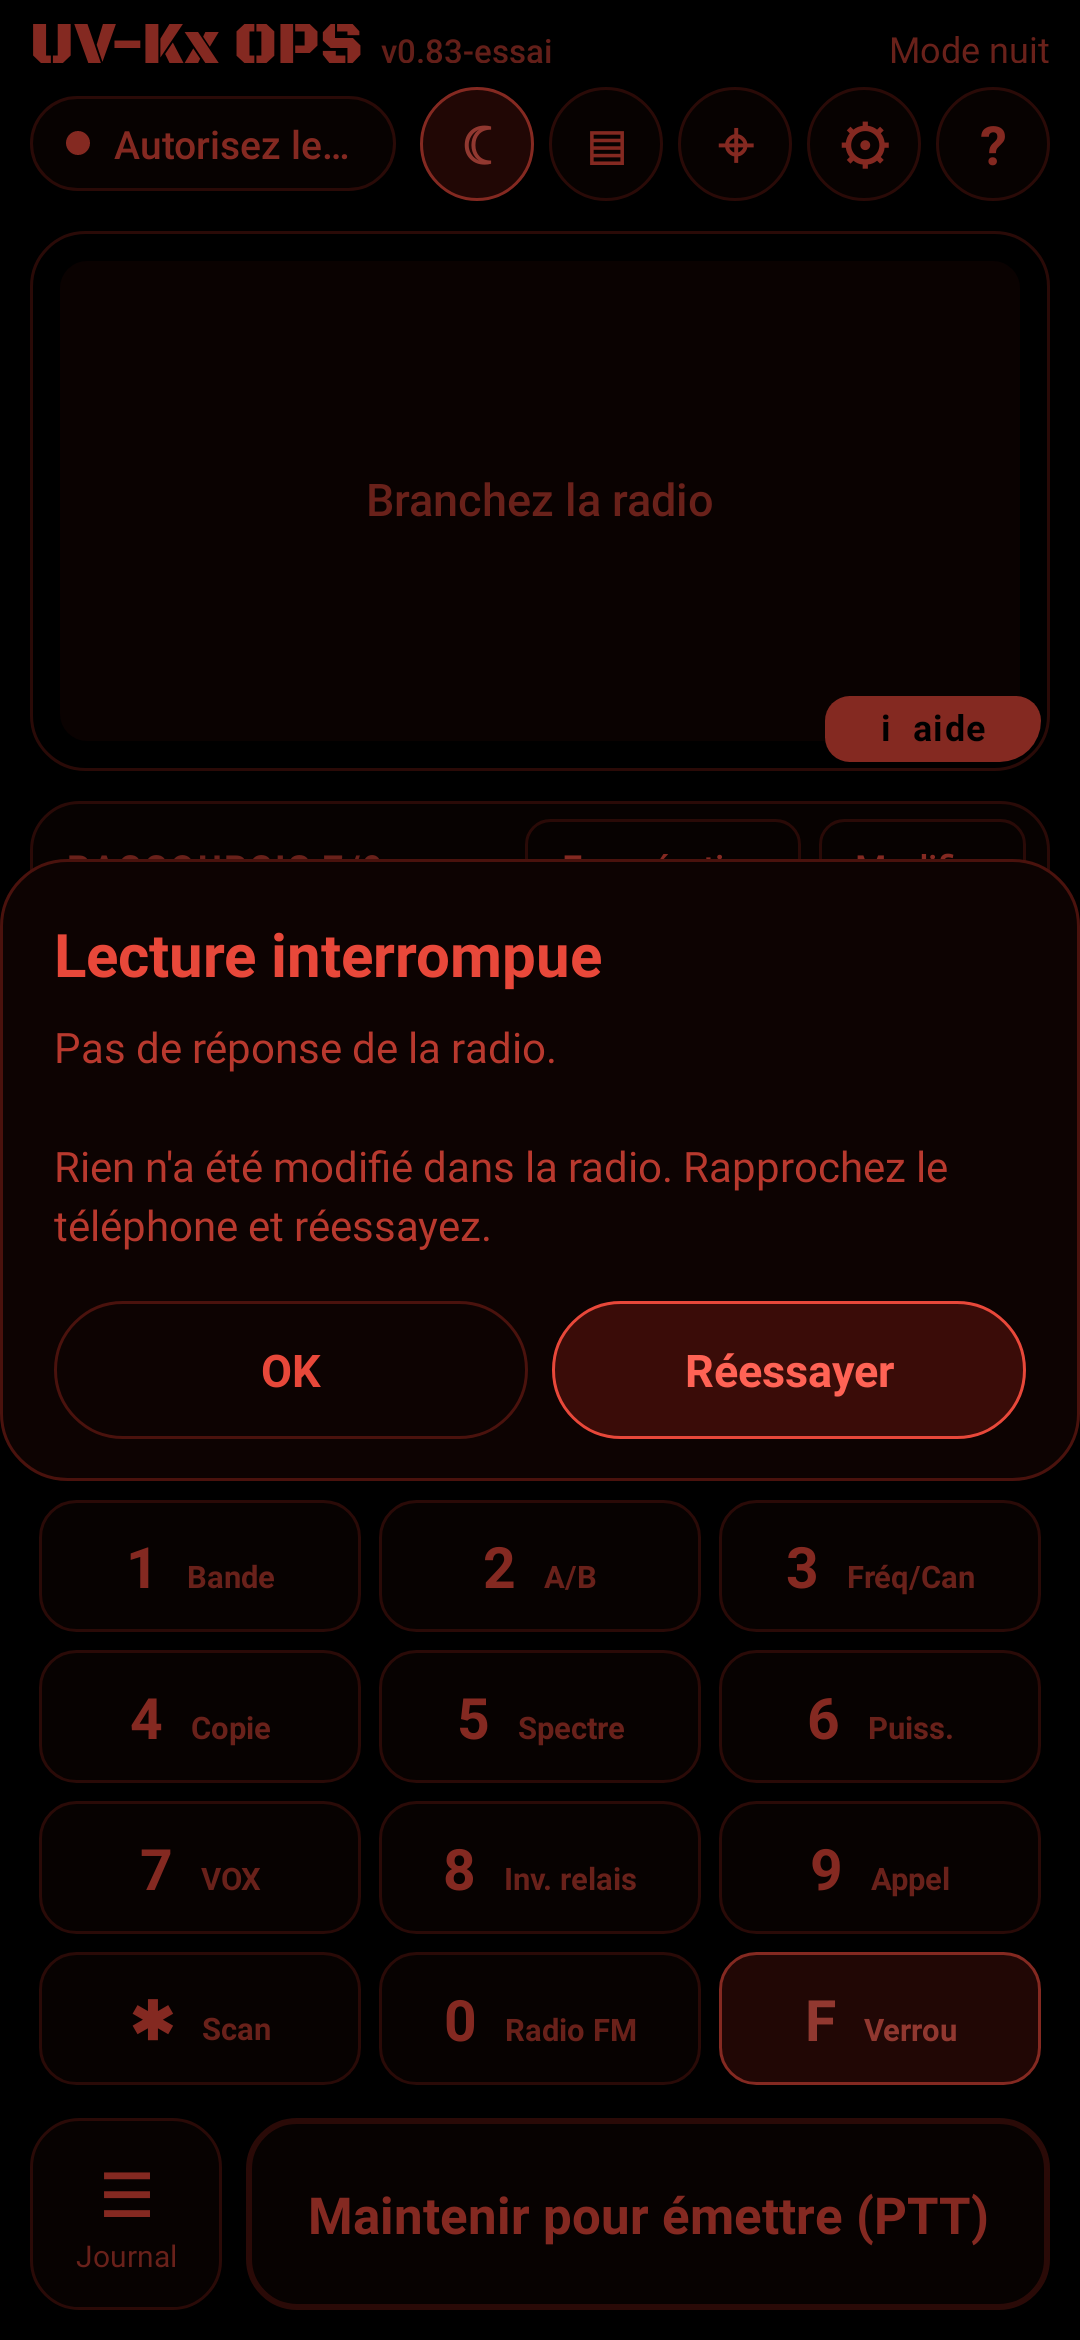 UV-Kx OPS v0.83-essai Mode nuit
Autorisez le… ?
Branchez la radio
i aide
Lecture interrompue
Pas de réponse de la radio.
Rien n'a été modifié dans la radio. Rapprochez le
téléphone et réessayez.
OK Réessayer
1 Bande 2 A/B 3 Fréq/Can
4 Copie 5 Spectre 6 Puiss.
7 VOX 8 Inv. relais 9 Appel
✱ Scan 0 Radio FM F Verrou
Journal Maintenir pour émettre (PTT)